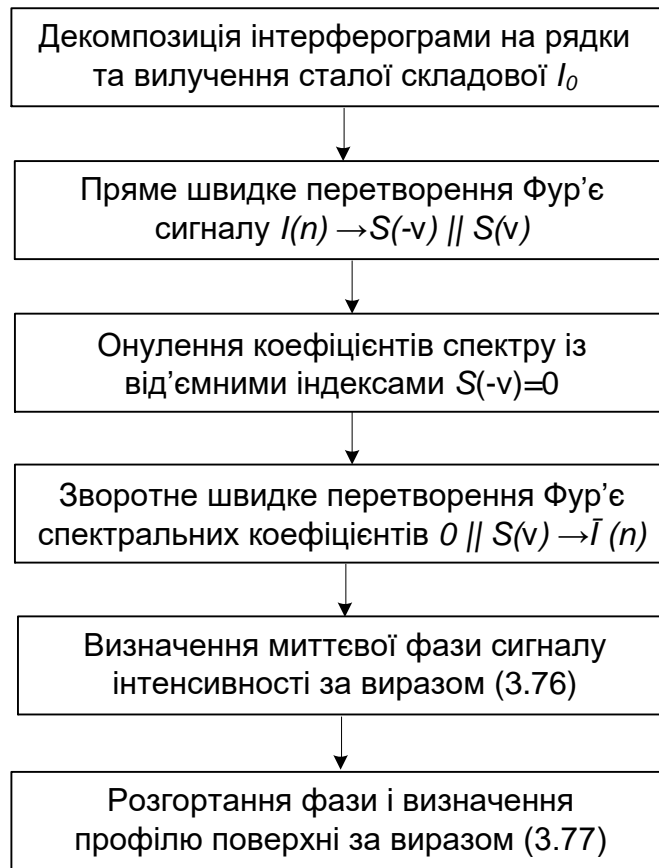 Декомпозиція інтерферограми на рядки
та вилучення сталої складової I₀
Пряме швидке перетворення Фур’є
сигналу I(n) →S(-v) || S(v)
Онулення коефіцієнтів спектру із
від’ємними індексами S(-v)=0
Зворотне швидке перетворення Фур’є
спектральних коефіцієнтів 0 || S(v) →Ī (n)
Визначення миттєвої фази сигналу
інтенсивності за виразом (3.76)
Розгортання фази і визначення
профілю поверхні за виразом (3.77)